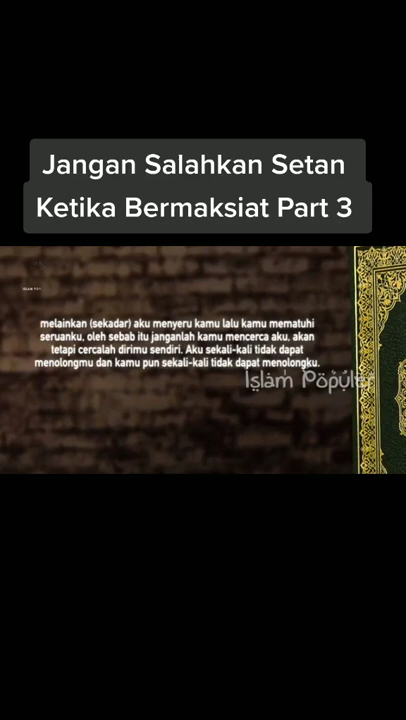 Jangan Salahkan Setan
Ketika Bermaksiat Part 3
melainkan (sekadar) aku menyeru kamu lalu kamu mematuhi
seruanku, oleh sebab itu janganlah kamu mencerca aku, akan
tetapi cercalah dirimu sendiri. Aku sekali-kali tidak dapat
menolongmu dan kamu pun sekali-kali tidak dapat menolongku.
Islam Populer